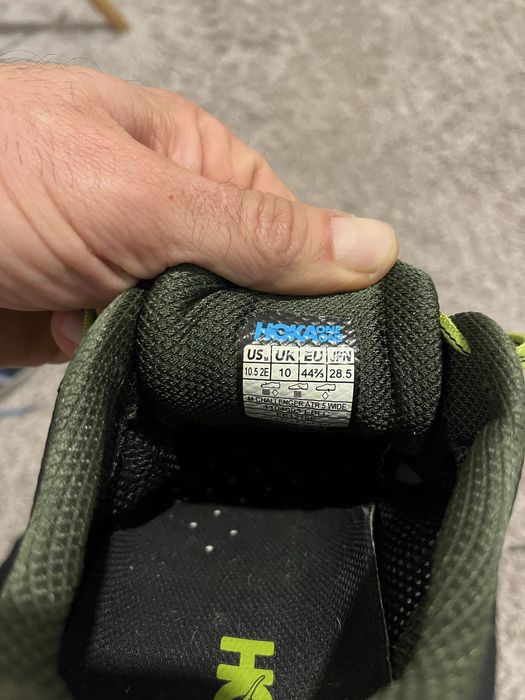 HOKA ONE ONE
US M UK EU JPN
10.5 2E 10 44⅔ 28.5
M CHALLENGER ATR 5 WIDE
HO